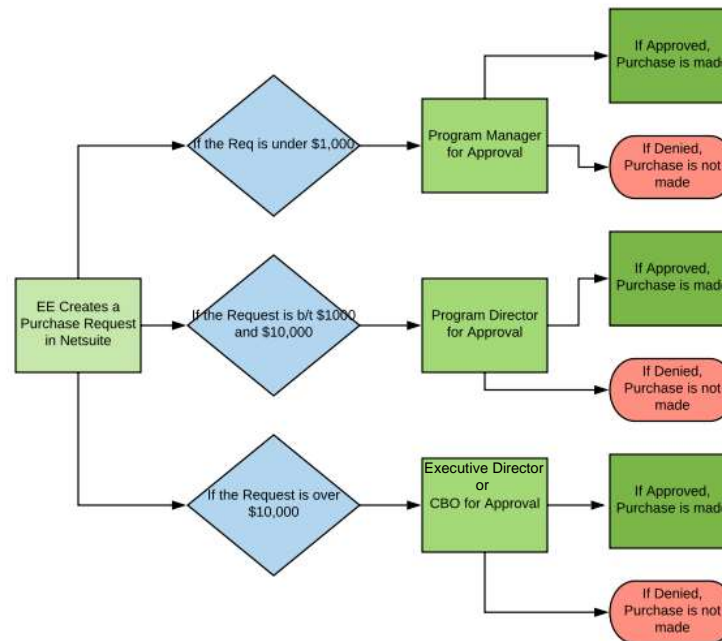 If Approved,
Purchase is made
If the Req is under $1,000
Program Manager
for Approval
If Denied,
Purchase is not
made
If Approved,
Purchase is made
EE Creates a
Purchase Request
in Netsuite
If the Request is b/t $1000
and $10,000
Program Director
for Approval
If Denied,
Purchase is not
made
Executive Director
or
CBO for Approval
If the Request is over
$10,000
If Approved,
Purchase is made
If Denied,
Purchase is not
made